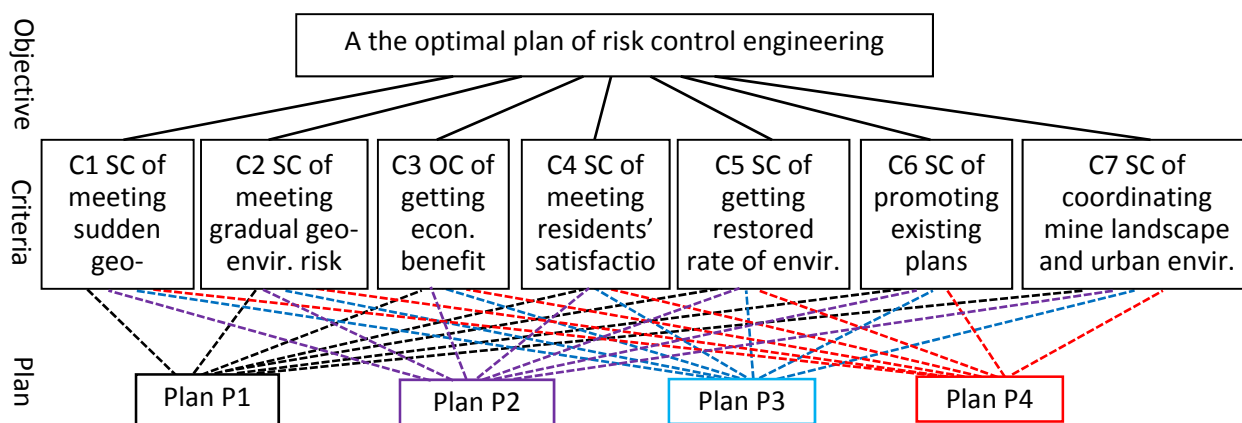 Objective
A the optimal plan of risk control engineering
Criteria
C1 SC of
meeting
sudden
geo-
C2 SC of
meeting
gradual geo-
envir. risk
C3 OC of
getting
econ.
benefit
C4 SC of
meeting
residents’
satisfactio
C5 SC of
getting
restored
rate of envir.
C6 SC of
promoting
existing
plans
C7 SC of
coordinating
mine landscape
and urban envir.
Plan
Plan P1
Plan P2
Plan P3
Plan P4